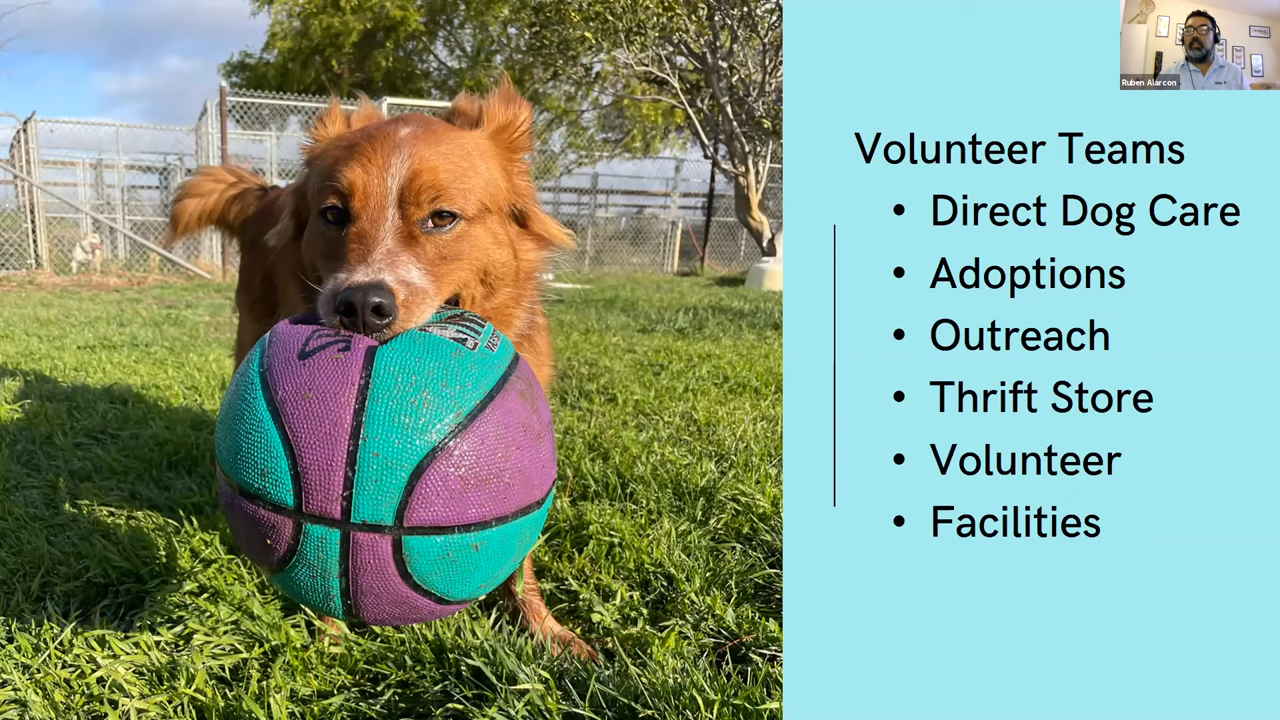 Ruben Alarcon
Volunteer Teams
• Direct Dog Care
• Adoptions
• Outreach
• Thrift Store
• Volunteer
• Facilities